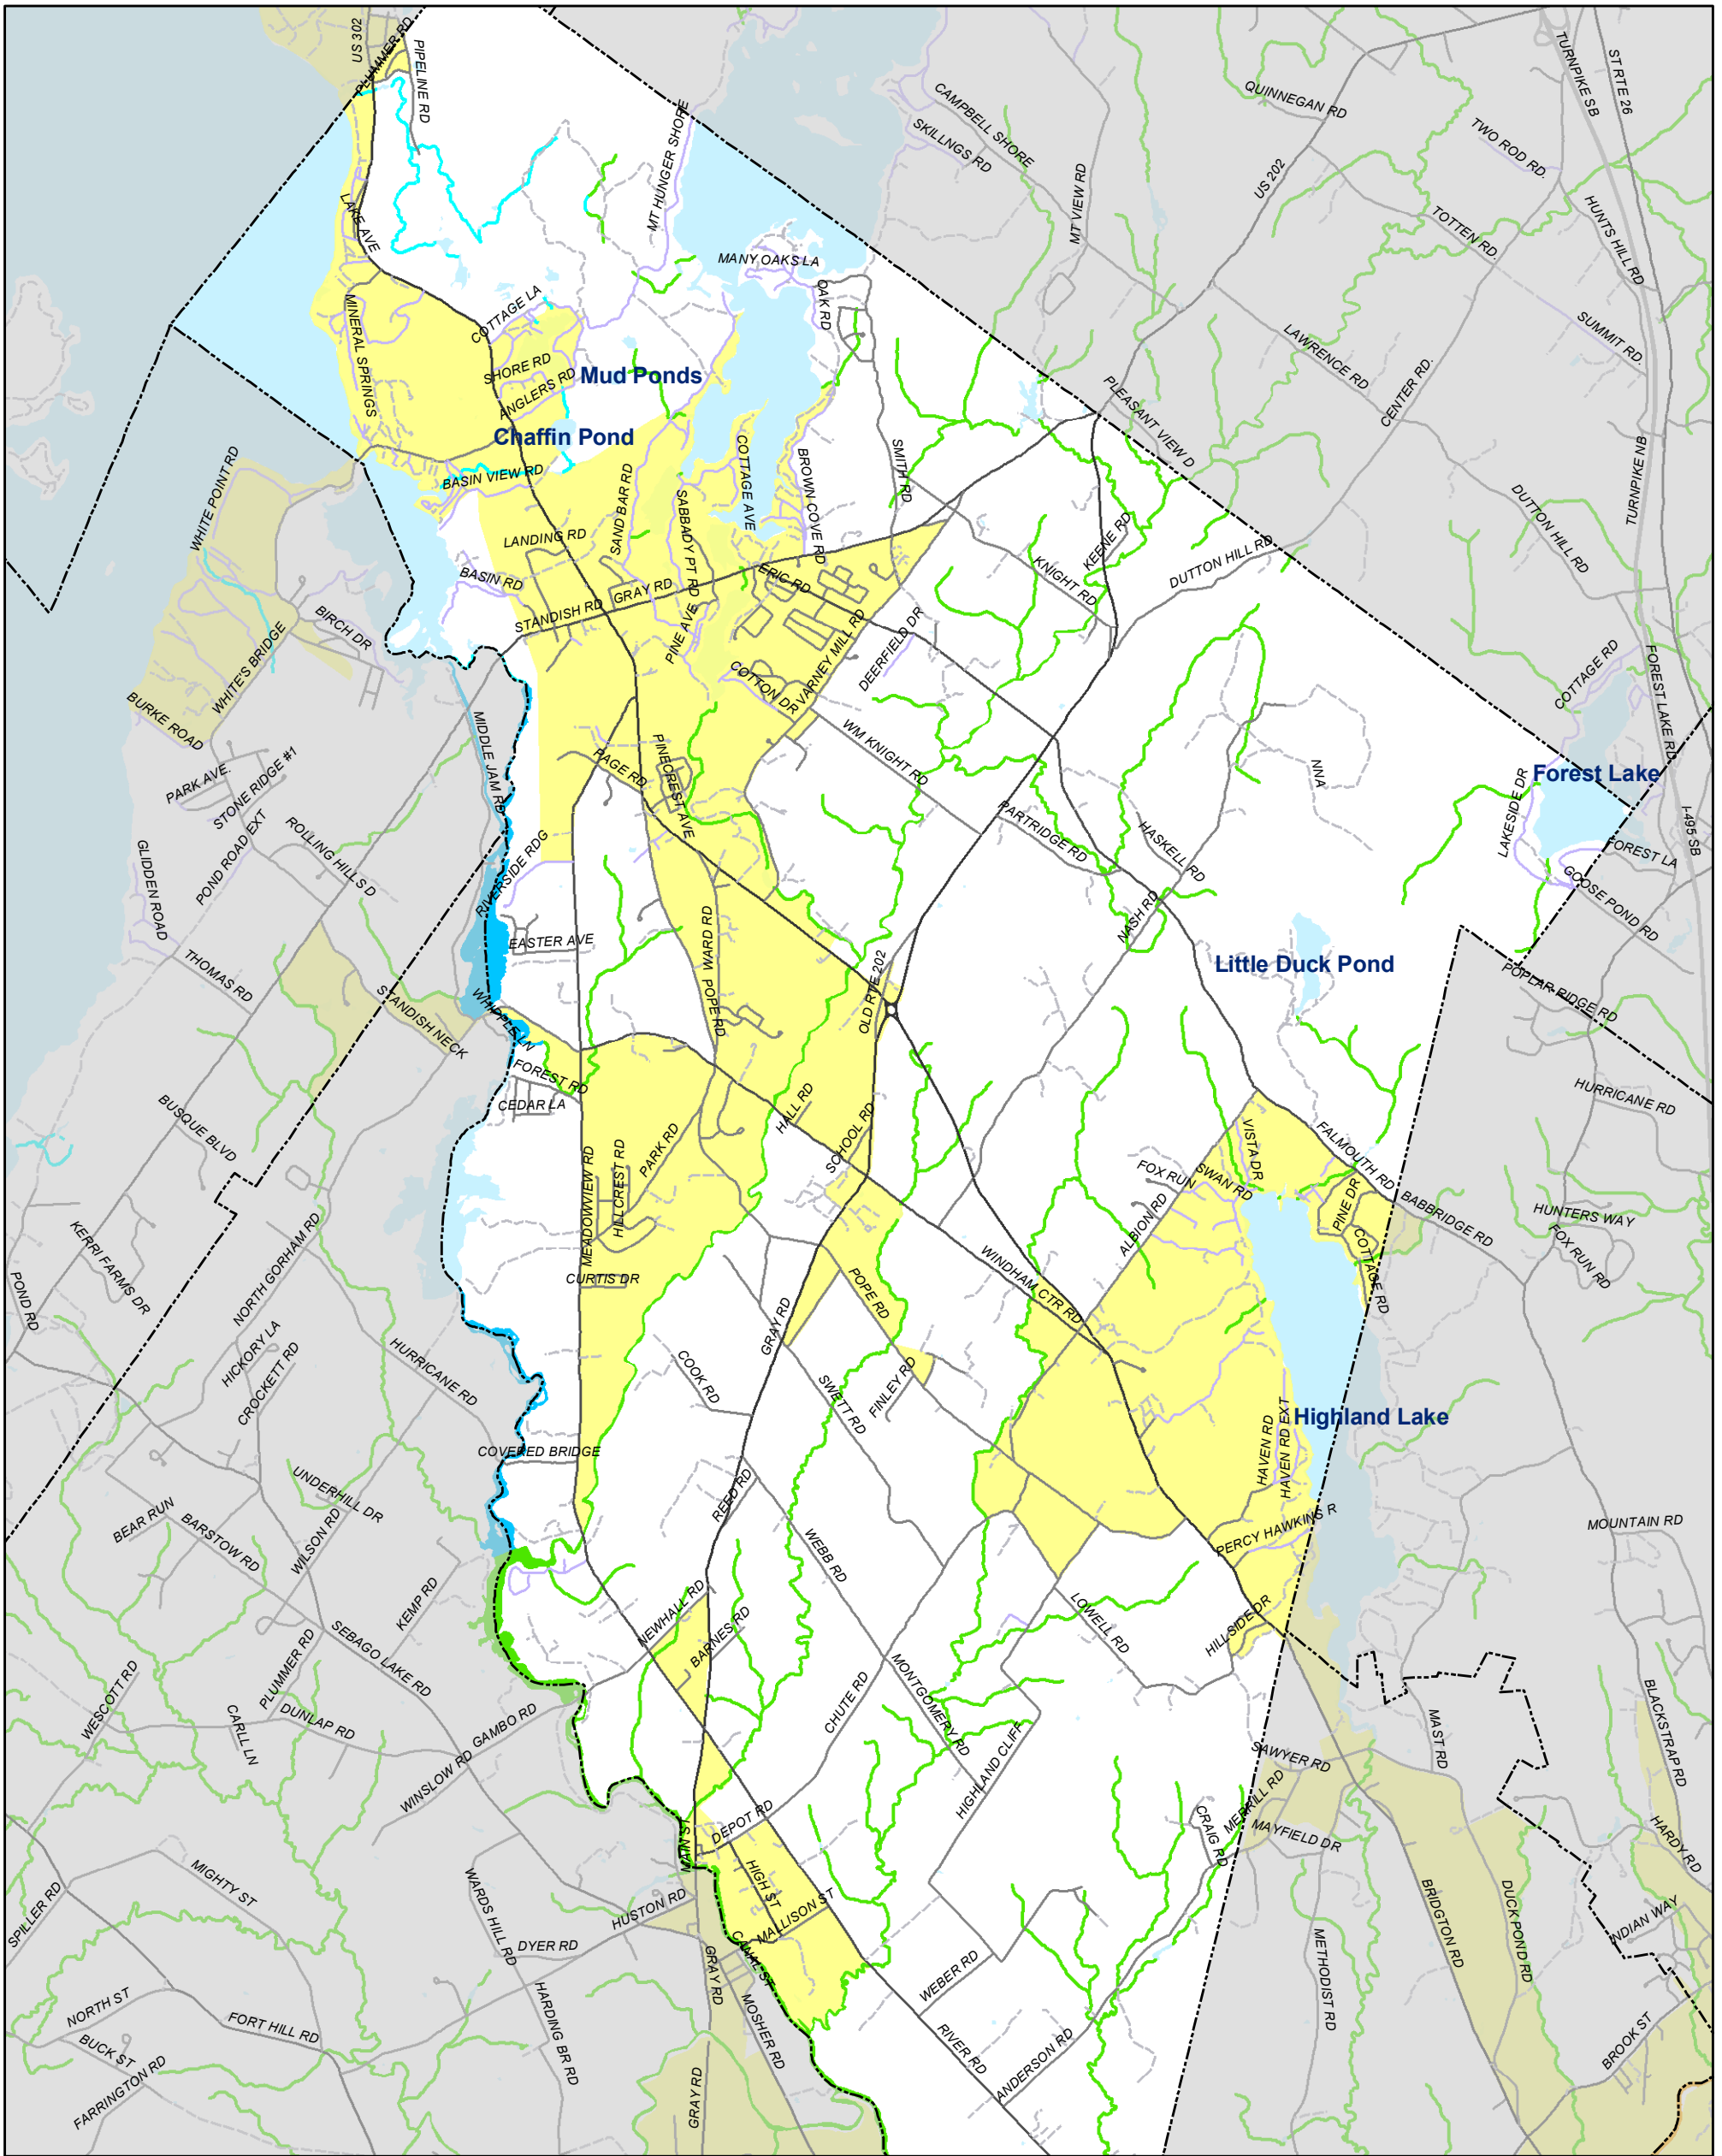 US 302
PLUMMER RD
PIPELINE RD
TURNPIKE SB
ST RTE 26
CAMPBELL SHORE
SKILLNGS RD
QUINNEGAN RD
TWO ROD RD.
MT HUNGER SHORE
MT VIEW RD
US 202
TOTTEN RD.
HUNTS HILL RD
LAKE AVE
MANY OAKS LA
OAK RD
MINERAL SPRINGS
COTTAGE LA
SUMMIT RD.
LAWRENCE RD
CENTER RD.
SHORE RD
ANGLERS RD
Mud Ponds
PLEASANT VIEW D
Chaffin Pond
BASIN VIEW RD
WHITE POINT RD
SAND BAR RD
SABBADY PT RD
COTTAGE AVE
BROWN COVE RD
SMITH RD
TURNPIKE NB
DUTTON HILL RD
LANDING RD
KEENE RD
KNIGHT RD
DUTTON HILL RD
BASIN RD
STANDISH RD
GRAY RD
ERIC RD
BIRCH DR
WHITE'S BRIDGE
PINE AVE
COTTON DR
VARNEY MILL RD
DEERFIELD DR
COTTAGE RD
FOREST LAKE RD
BURKE ROAD
MIDDLE JAM RD
PARK AVE.
STONE RIDGE #1
RAGE RD
PINECREST AVE
WM KNIGHT RD
NNA
Forest Lake
LAKESIDE DR
I-495 SB
POND ROAD EXT
ROLLING HILLS D
PARTRIDGE RD
HASKELL RD
FOREST LA
GOOSE POND RD
GLIDDEN ROAD
RIVERSIDE RDG
EASTER AVE
WARD RD
NASH RD
THOMAS RD
STANDISH NECK
WHIPPLE LN
POPE RD
OLD RTE 202
Little Duck Pond
POPLAR RIDGE RD
FOREST RD
CEDAR LA
HURRICANE RD
BUSQUE BLVD
HALL RD
SCHOOL RD
MEADOWVIEW RD
HILLCREST RD
PARK RD
FOX RUN
SWAN RD
VISTA DR
FALMOUTH RD
ALBION RD
PINE DR
COTTAGE RD
BABBRIDGE RD
HUNTERS WAY
FOX RUN RD
KERRI FARMS DR
NORTH GORHAM RD
POND RD
CURTIS DR
POPE RD
WINDHAM CTR RD
GRAY RD
HICKORY LA
CROCKETT RD
HURRICANE RD
COOK RD
SWETT RD
FINLEY RD
HAVEN RD
HAVEN RD EXT
Highland Lake
COVERED BRIDGE
REED RD
UNDERHILL DR
WILSON RD
BEAR RUN
BARSTOW RD
WEBB RD
PERCY HAWKINS R
MOUNTAIN RD
KEMP RD
NEWHALL RD
BARNES RD
LOWELL RD
HILLSIDE DR
SEBAGO LAKE RD
PLUMMER RD
WESCOTT RD
CARLL LN
DUNLAP RD
GAMBO RD
WINSLOW RD
CHUTE RD
MONTGOMERY RD
HIGHLAND CLIFF
SAWYER RD
MAST RD
BLACKSTRAP RD
MERRILL RD
CRAIG RD
MAYFIELD DR
HARDY RD
MAIN ST
DEPOT RD
HIGH ST
MALLISON ST
MIGHTY ST
SPILLER RD
WARDS HILL RD
HUSTON RD
DYER RD
CANAL ST
GRAY RD
MOSHER RD
WEBER RD
METHODIST RD
BRIDGTON RD
DUCK POND RD
INDIAN WAY
NORTH ST
BUCK ST
FORT HILL RD
FARRINGTON RD
HARDING BR RD
GRAY RD
RIVER RD
ANDERSON RD
BROOK ST